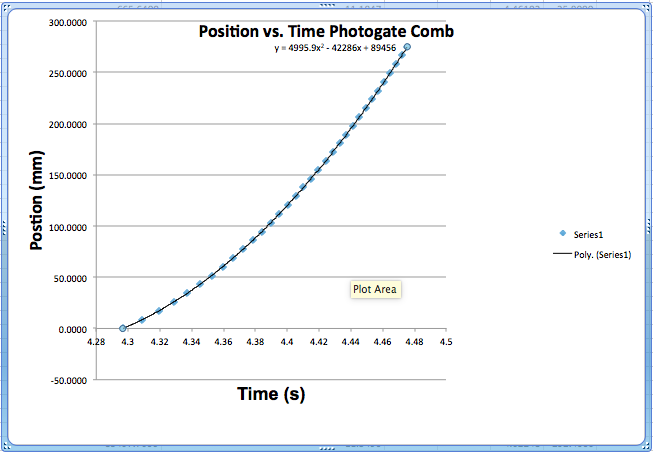 Position vs. Time Photogate Comb
y = 4995.9x² - 42286x + 89456
300.0000
250.0000
200.0000
150.0000
100.0000
50.0000
0.0000
-50.0000
Postion (mm)
4.28 4.3 4.32 4.34 4.36 4.38 4.4 4.42 4.44 4.46 4.48 4.5
Time (s)
Series1
Poly. (Series1)
Plot Area